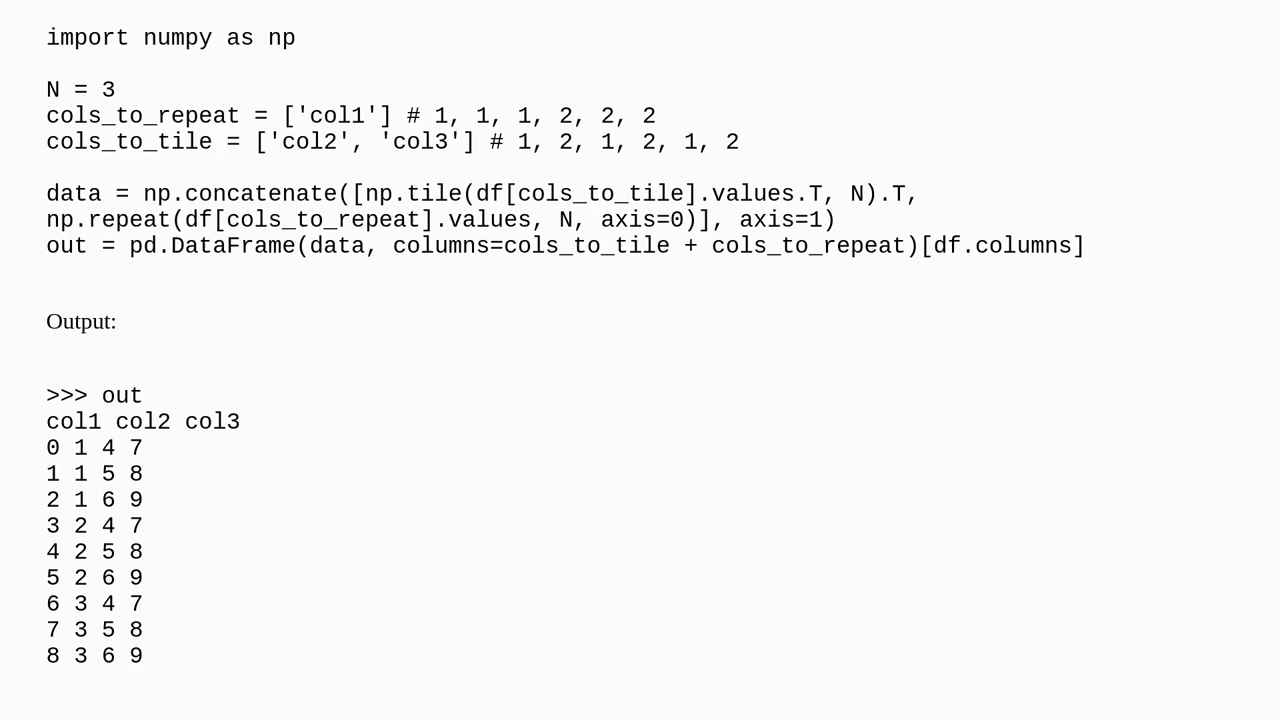 import numpy as np
N = 3
cols_to_repeat = ['col1'] # 1, 1, 1, 2, 2, 2
cols_to_tile = ['col2', 'col3'] # 1, 2, 1, 2, 1, 2
data = np.concatenate([np.tile(df[cols_to_tile].values.T, N).T,
np.repeat(df[cols_to_repeat].values, N, axis=0)], axis=1)
out = pd.DataFrame(data, columns=cols_to_tile + cols_to_repeat)[df.columns]
Output:
>>> out
col1 col2 col3
0 1 4 7
1 1 5 8
2 1 6 9
3 2 4 7
4 2 5 8
5 2 6 9
6 3 4 7
7 3 5 8
8 3 6 9